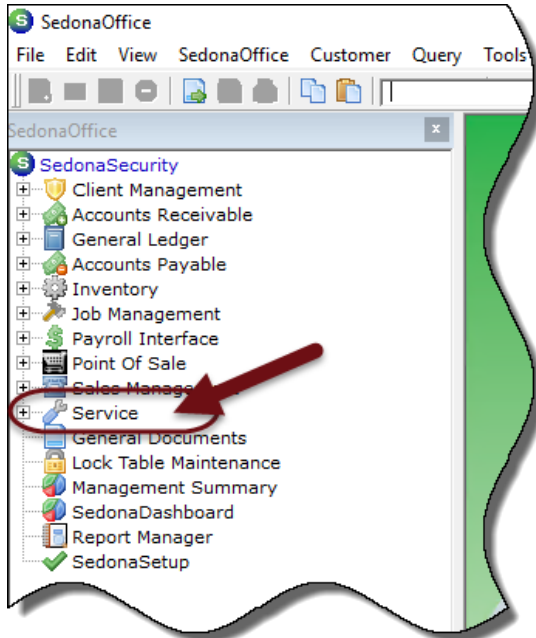 SedonaOffice
File Edit View SedonaOffice Customer Query Tools
SedonaOffice
SedonaSecurity
Client Management
Accounts Receivable
General Ledger
Accounts Payable
Inventory
Job Management
Payroll Interface
Point Of Sale
Sales Management
Service
General Documents
Lock Table Maintenance
Management Summary
SedonaDashboard
Report Manager
SedonaSetup